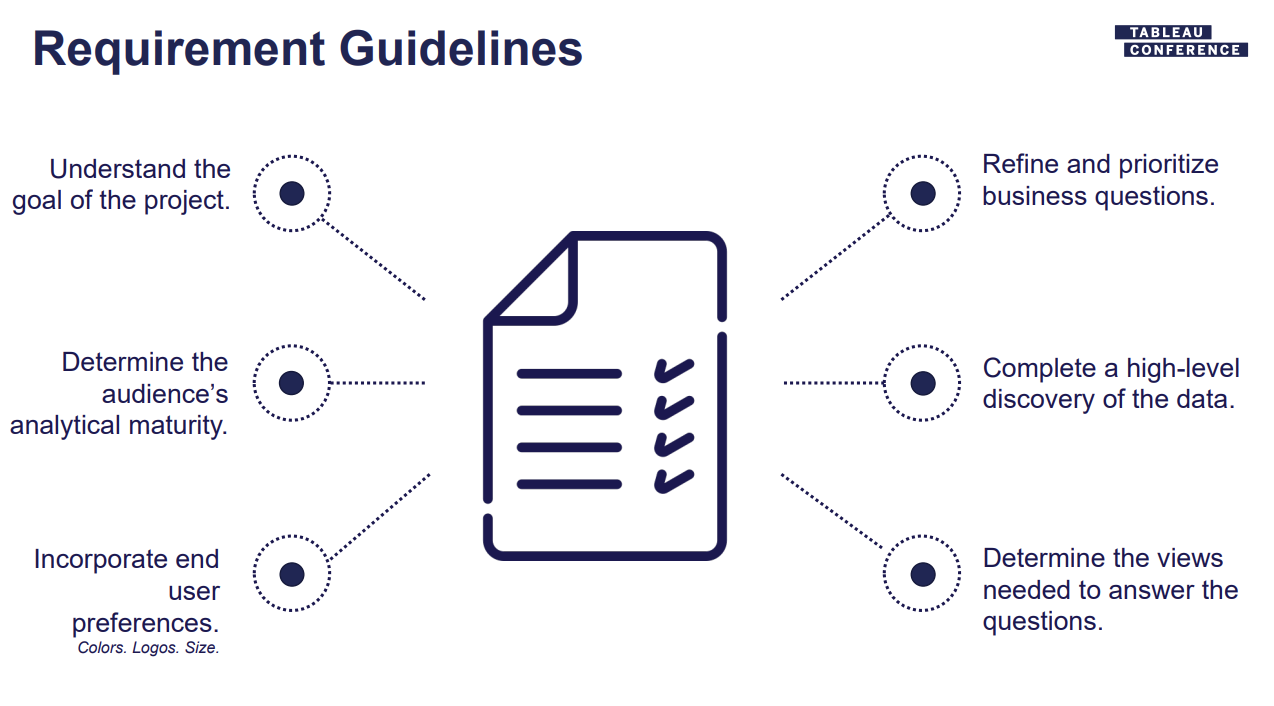 Requirement Guidelines
TABLEAU
CONFERENCE
Understand the
goal of the project.
Determine the
audience’s
analytical maturity.
Incorporate end
user
preferences.
Colors. Logos. Size.
Refine and prioritize
business questions.
Complete a high-level
discovery of the data.
Determine the views
needed to answer the
questions.